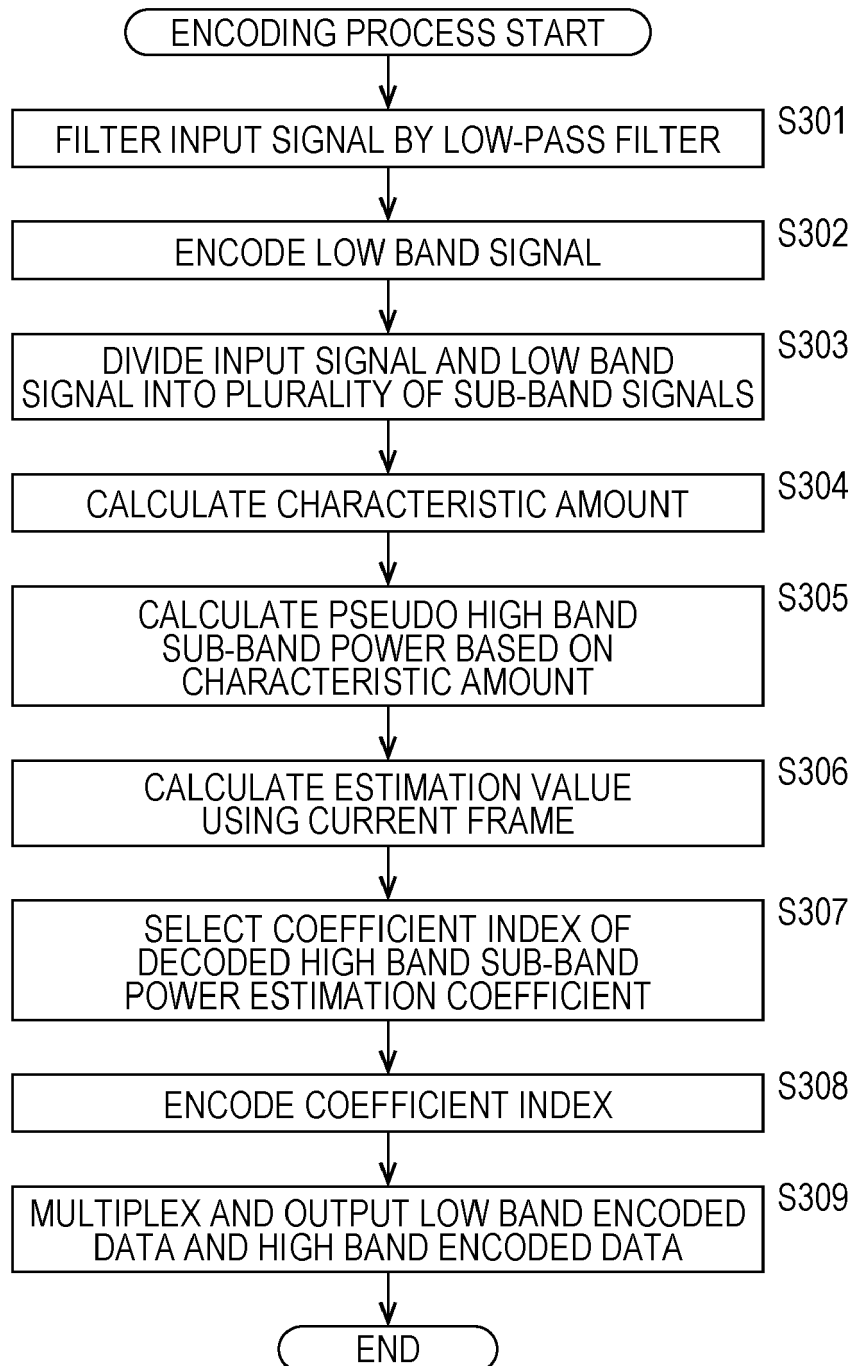 ENCODING PROCESS START
FILTER INPUT SIGNAL BY LOW-PASS FILTER
S301
ENCODE LOW BAND SIGNAL
S302
DIVIDE INPUT SIGNAL AND LOW BAND
SIGNAL INTO PLURALITY OF SUB-BAND SIGNALS
S303
CALCULATE CHARACTERISTIC AMOUNT
S304
CALCULATE PSEUDO HIGH BAND
SUB-BAND POWER BASED ON
CHARACTERISTIC AMOUNT
S305
CALCULATE ESTIMATION VALUE
USING CURRENT FRAME
S306
SELECT COEFFICIENT INDEX OF
DECODED HIGH BAND SUB-BAND
POWER ESTIMATION COEFFICIENT
S307
ENCODE COEFFICIENT INDEX
S308
MULTIPLEX AND OUTPUT LOW BAND ENCODED
DATA AND HIGH BAND ENCODED DATA
S309
END